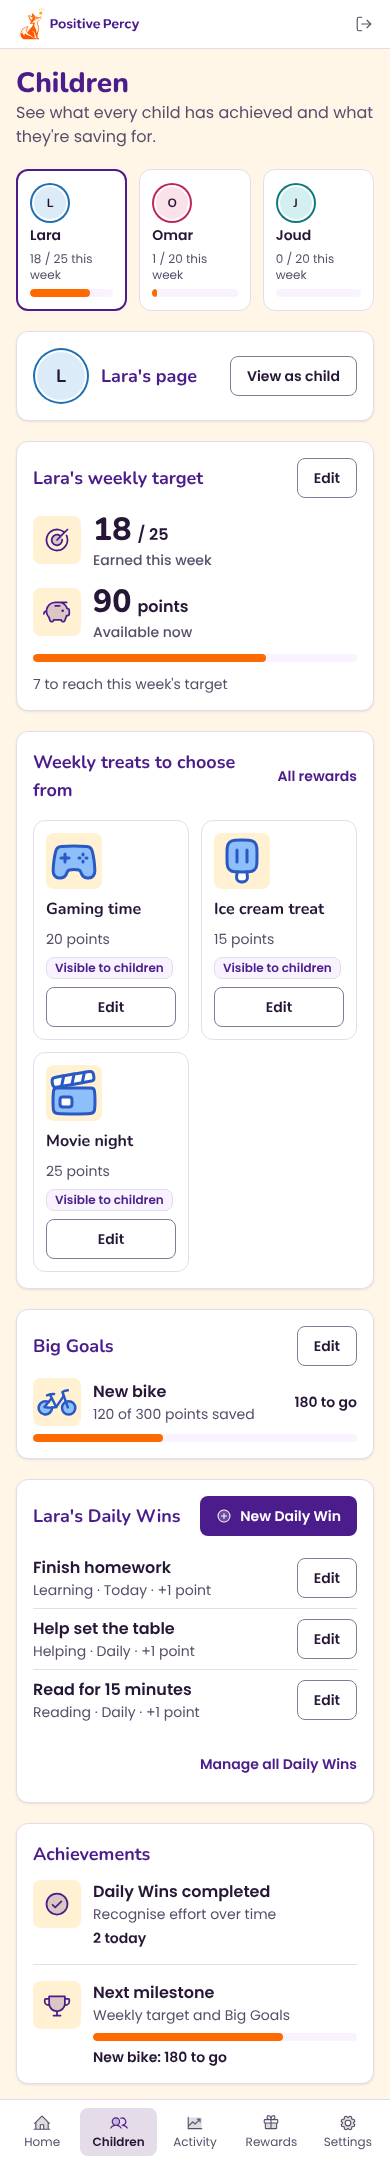 Positive Percy
Children
See what every child has achieved and what
they're saving for.
L
Lara
18 / 25 this
week
O
Omar
1 / 20 this
week
J
Joud
0 / 20 this
week
L
Lara's page
View as child
Lara's weekly target
Edit
18 / 25
Earned this week
90 points
Available now
7 to reach this week's target
Weekly treats to choose
from
All rewards
Gaming time
20 points
Visible to children
Edit
Ice cream treat
15 points
Visible to children
Edit
Movie night
25 points
Visible to children
Edit
Big Goals
Edit
New bike
120 of 300 points saved
180 to go
Lara's Daily Wins
New Daily Win
Finish homework
Learning · Today · +1 point
Edit
Help set the table
Helping · Daily · +1 point
Edit
Read for 15 minutes
Reading · Daily · +1 point
Edit
Manage all Daily Wins
Achievements
Daily Wins completed
Recognise effort over time
2 today
Next milestone
Weekly target and Big Goals
New bike: 180 to go
Home
Children
Activity
Rewards
Settings